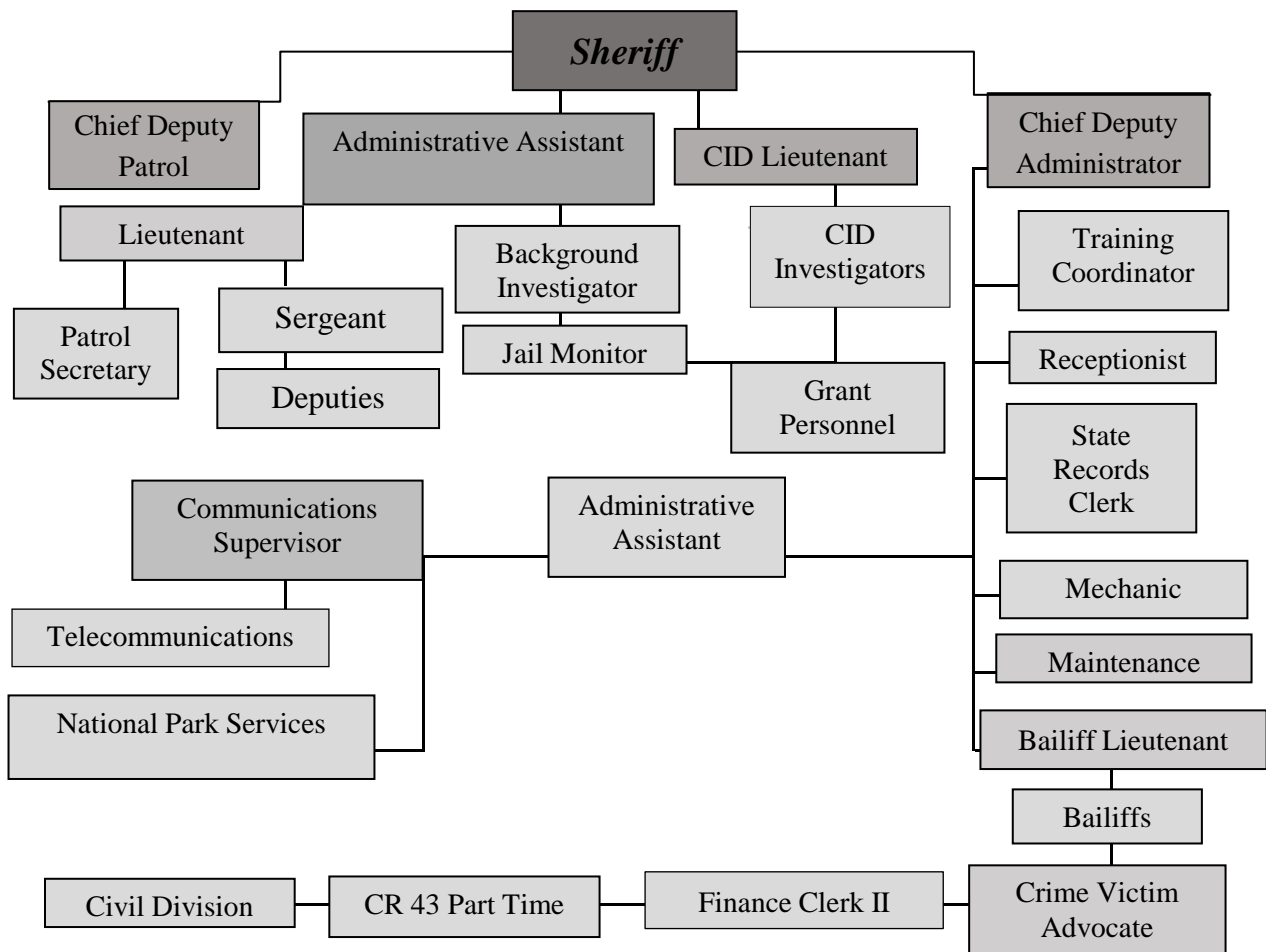 Sheriff
Chief Deputy
Patrol
Administrative Assistant
CID Lieutenant
Chief Deputy
Administrator
Lieutenant
Background
Investigator
CID
Investigators
Training
Coordinator
Patrol
Secretary
Sergeant
Jail Monitor
Receptionist
Deputies
Grant
Personnel
State
Records
Clerk
Communications
Supervisor
Administrative
Assistant
Mechanic
Telecommunications
Maintenance
National Park Services
Bailiff Lieutenant
Bailiffs
Civil Division
CR 43 Part Time
Finance Clerk II
Crime Victim
Advocate